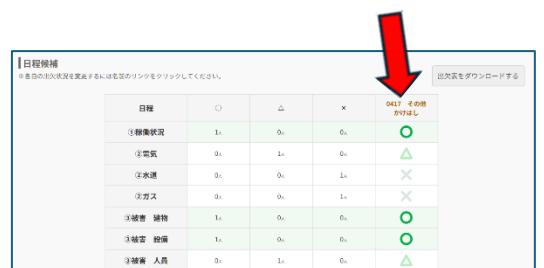 日程候補
※各自の出欠状況を変更するには名前のリンクをクリックしてください。
出欠表をダウンロードする
日程 ○ △ × 0417 その他
かけはし
①稼働状況 1人 0人 0人 ○
②電気 0人 1人 0人 △
②水道 0人 0人 1人 ×
②ガス 0人 0人 1人 ×
③被害 建物 1人 0人 0人 ○
③被害 設備 1人 0人 0人 ○
③被害 人員 0人 1人 0人 △